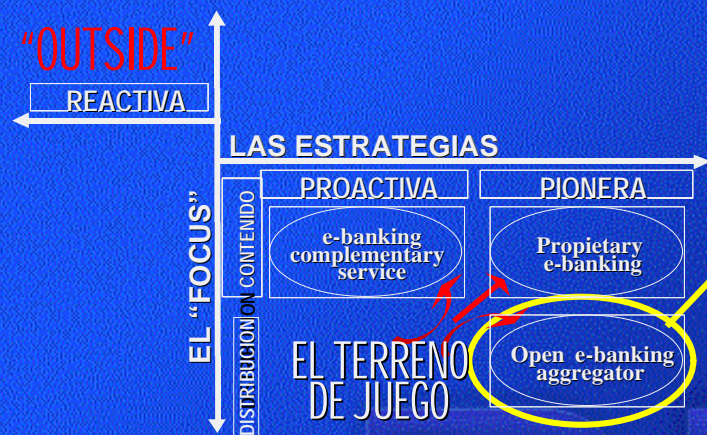 "OUTSIDE"
REACTIVA
LAS ESTRATEGIAS
PROACTIVA
PIONERA
EL "FOCUS"
CONTENIDO
e-banking
complementary
service
Propietary
e-banking
DISTRIBUCION
EL TERRENO
DE JUEGO
Open e-banking
aggregator